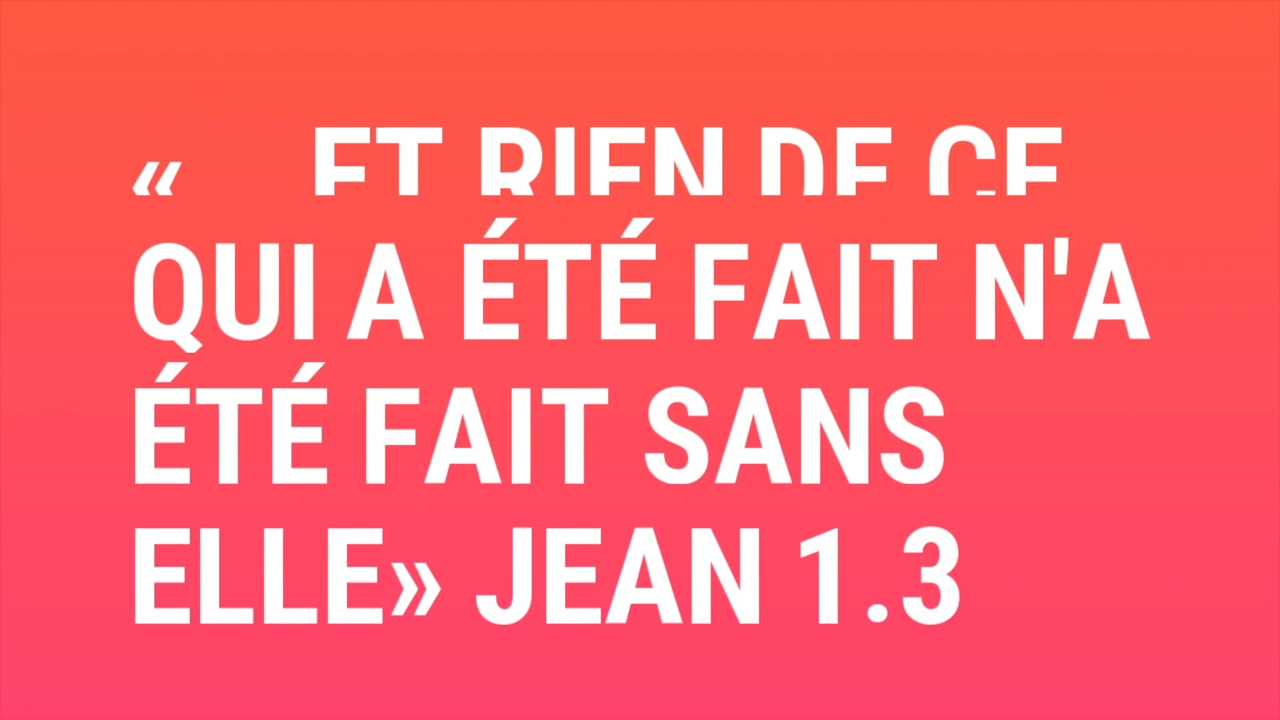 «... ET RIEN DE CE
QUI A ÉTÉ FAIT N'A
ÉTÉ FAIT SANS
ELLE» JEAN 1.3